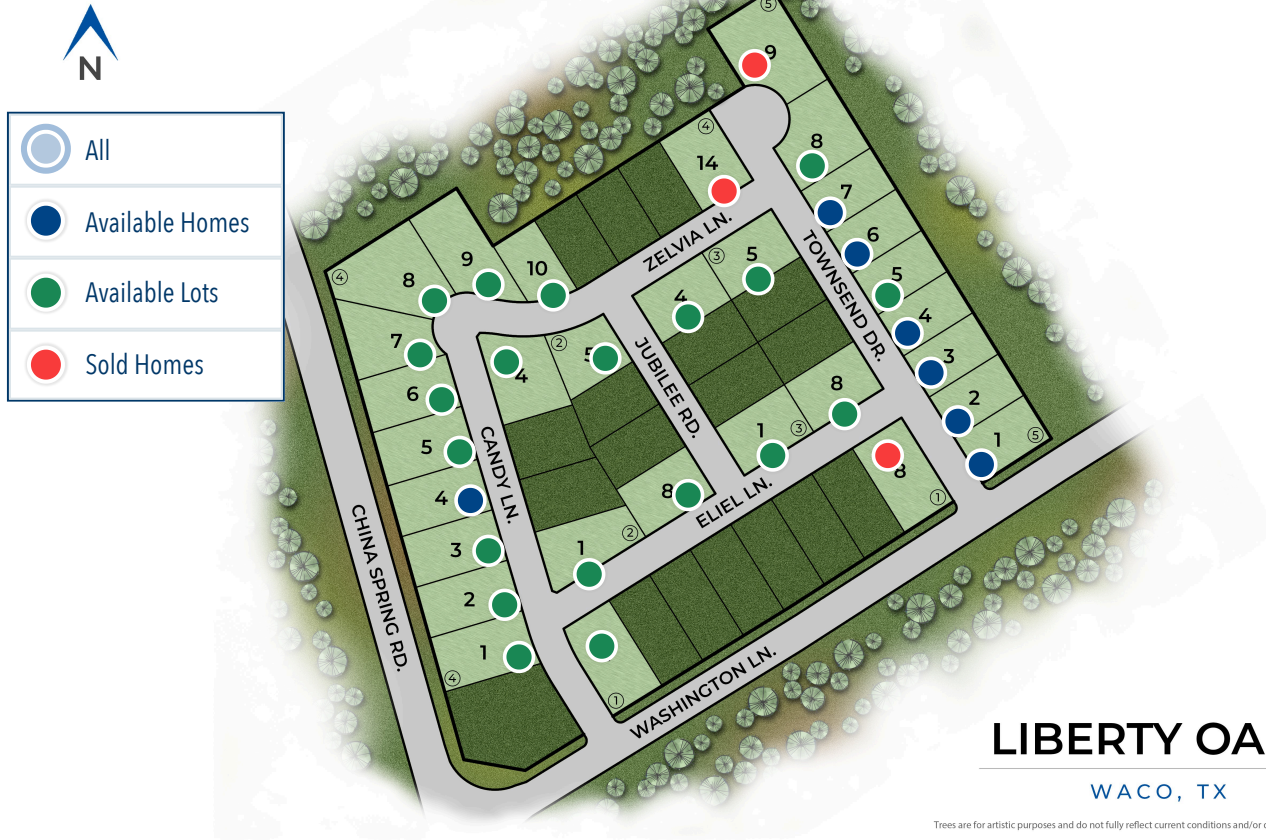 N
All
Available Homes
Available Lots
Sold Homes
5
9
4
14
8
7
6
5
4
3
2
1
5
ZELVIA LN.
TOWNSEND DR.
3
5
4
8
1
3
JUBILEE RD.
ELIEL LN.
4
8
9
10
7
6
5
4
3
2
1
4
2
4
5
8
2
1
CANDY LN.
CHINA SPRING RD.
8
1
1
WASHINGTON LN.
LIBERTY OA
WACO, TX
Trees are for artistic purposes and do not fully reflect current conditions and/or